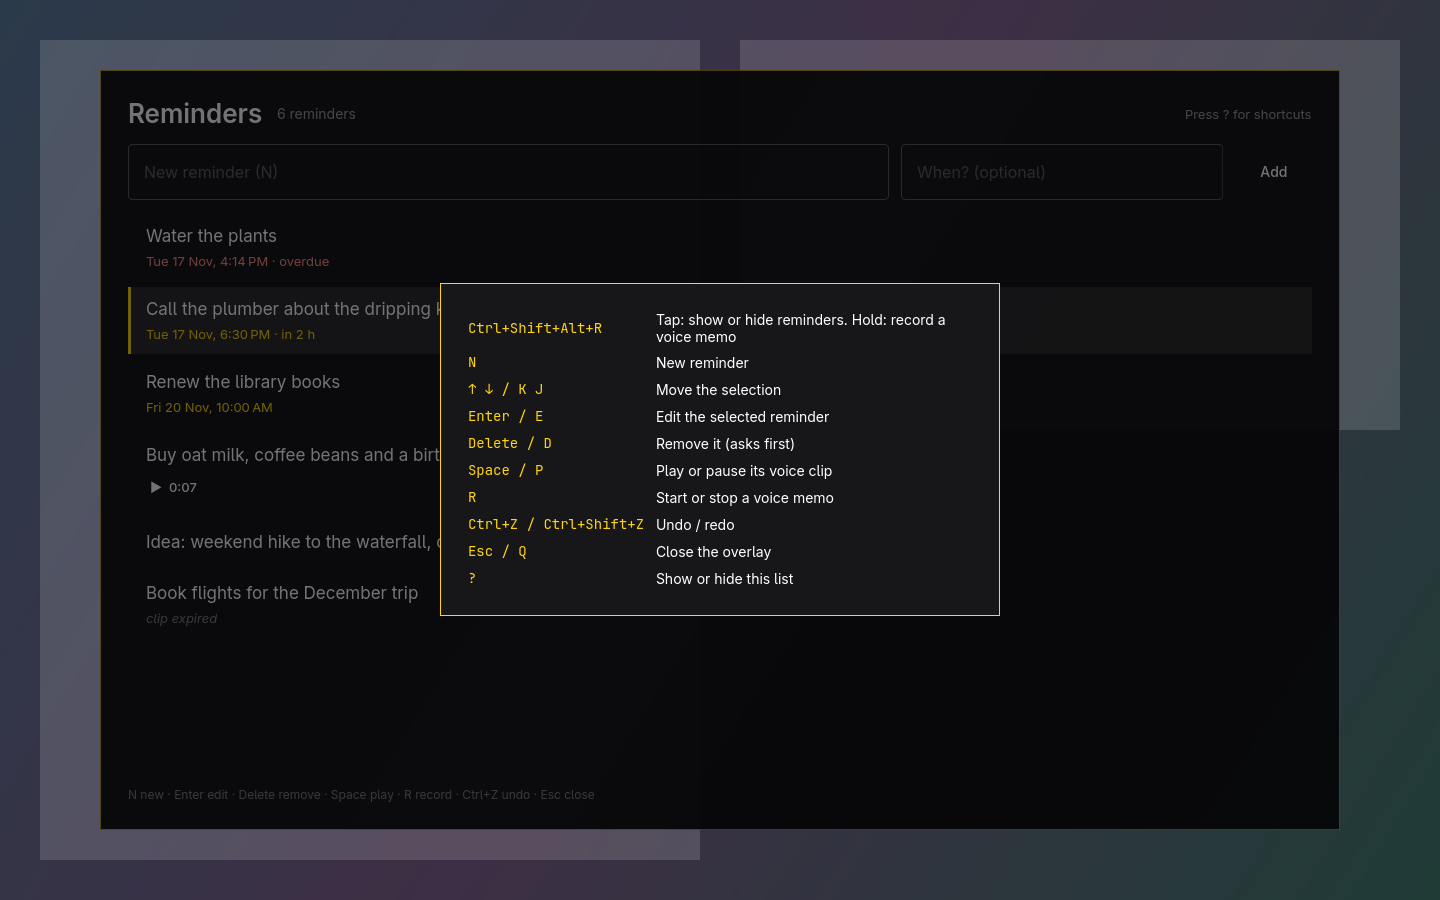 Reminders 6 reminders
Press ? for shortcuts
New reminder (N)
When? (optional)
Add
Water the plants
Tue 17 Nov, 4:14 PM · overdue
Call the plumber about the dripping
Tue 17 Nov, 6:30 PM · in 2 h
Renew the library books
Fri 20 Nov, 10:00 AM
Buy oat milk, coffee beans and a
▶ 0:07
Idea: weekend hike to the waterfall,
Book flights for the December trip
clip expired
Ctrl+Shift+Alt+R Tap: show or hide reminders. Hold: record a
voice memo
N New reminder
↑ ↓ / K J Move the selection
Enter / E Edit the selected reminder
Delete / D Remove it (asks first)
Space / P Play or pause its voice clip
R Start or stop a voice memo
Ctrl+Z / Ctrl+Shift+Z Undo / redo
Esc / Q Close the overlay
? Show or hide this list
N new · Enter edit · Delete remove · Space play · R record · Ctrl+Z undo · Esc close